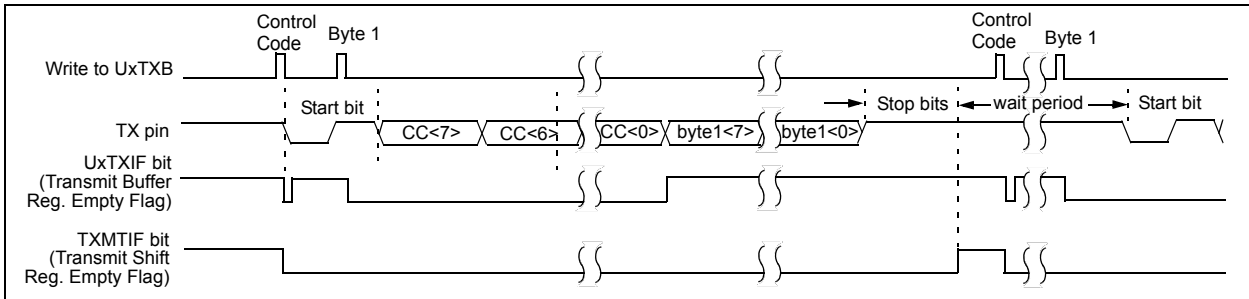 Control
Code
Byte 1
Control
Code
Byte 1
Write to UxTXB
Start bit
Stop bits
wait period
Start bit
TX pin
CC<7>
CC<6>
CC<0>
byte1<7>
byte1<0>
UxTXIF bit
(Transmit Buffer
Reg. Empty Flag)
TXMTIF bit
(Transmit Shift
Reg. Empty Flag)